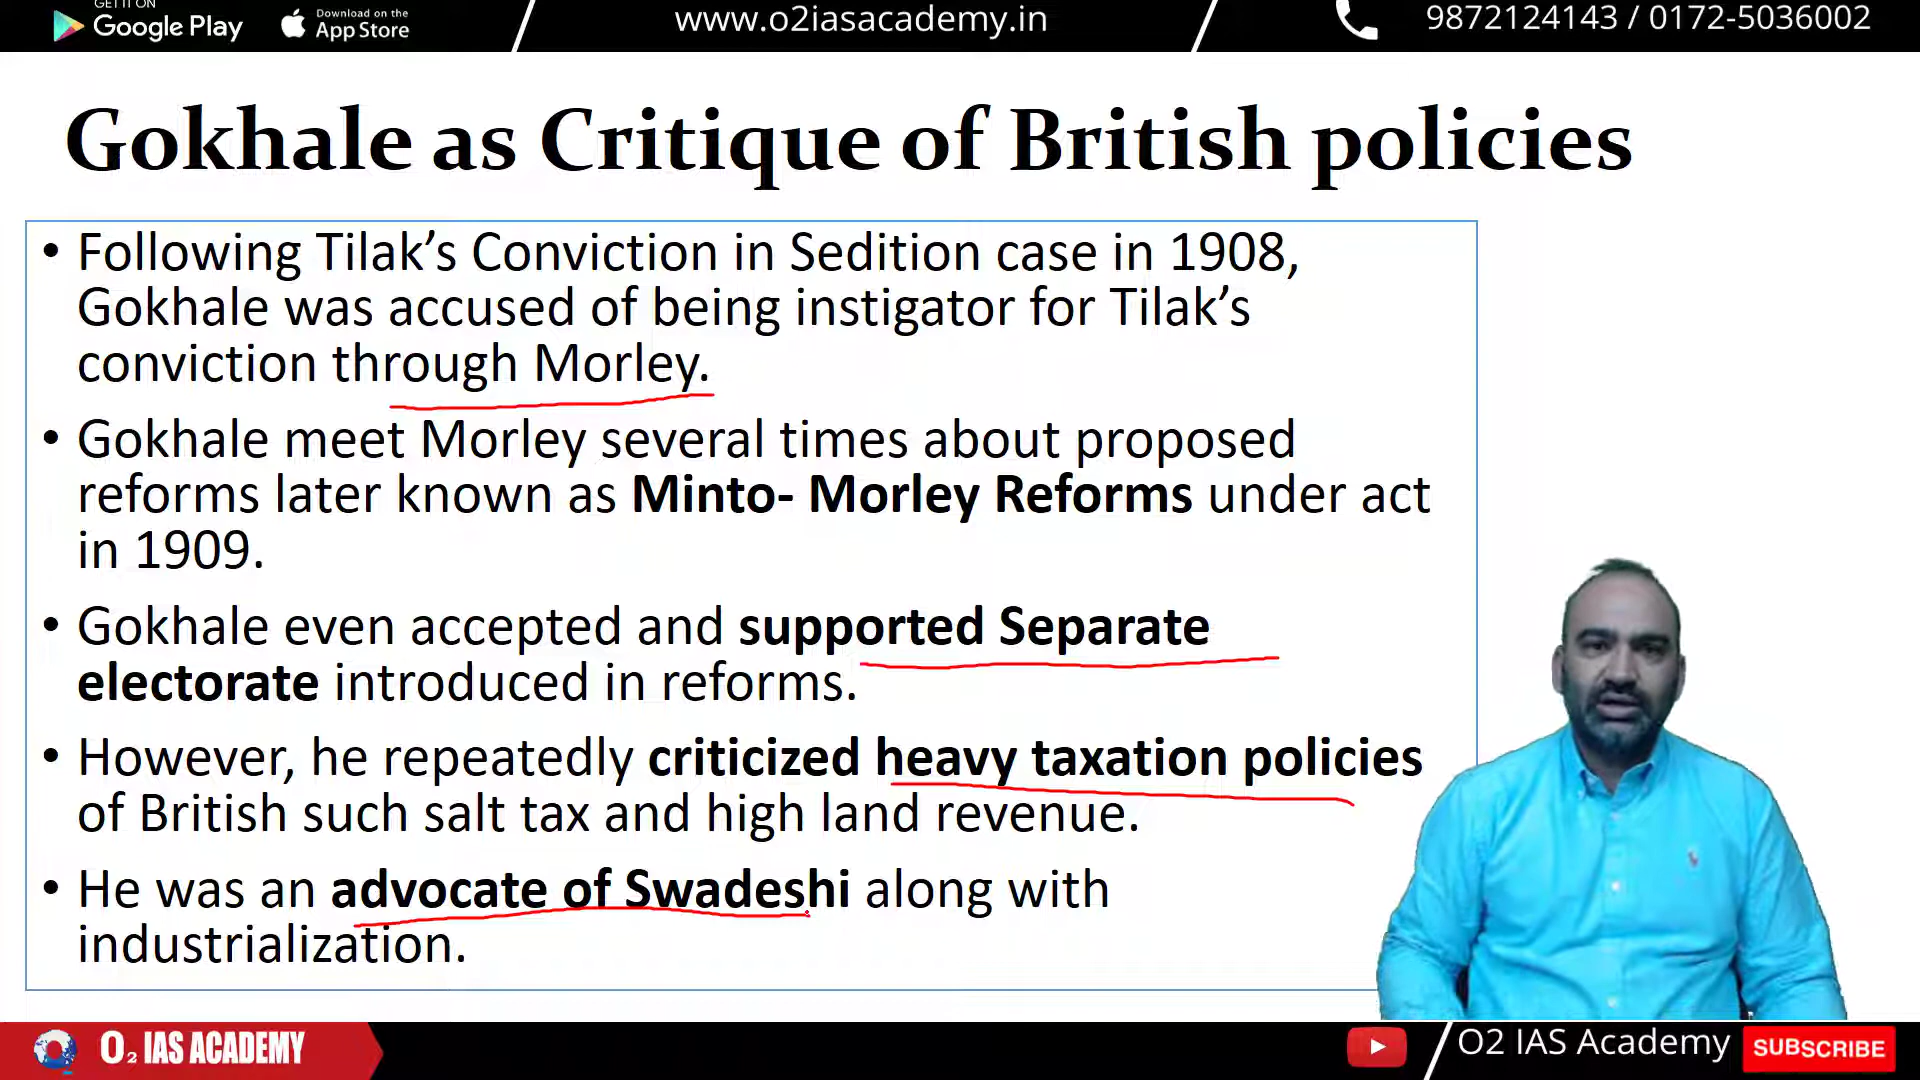 GET IT ON
Google Play
Download on the
App Store
www.o2iasacademy.in
9872124143 / 0172-5036002
Gokhale as Critique of British policies
• Following Tilak’s Conviction in Sedition case in 1908,
Gokhale was accused of being instigator for Tilak’s
conviction through Morley.
• Gokhale meet Morley several times about proposed
reforms later known as Minto- Morley Reforms under act
in 1909.
• Gokhale even accepted and supported Separate
electorate introduced in reforms.
• However, he repeatedly criticized heavy taxation policies
of British such salt tax and high land revenue.
• He was an advocate of Swadeshi along with
industrialization.
O2 IAS ACADEMY
O2 IAS Academy
SUBSCRIBE